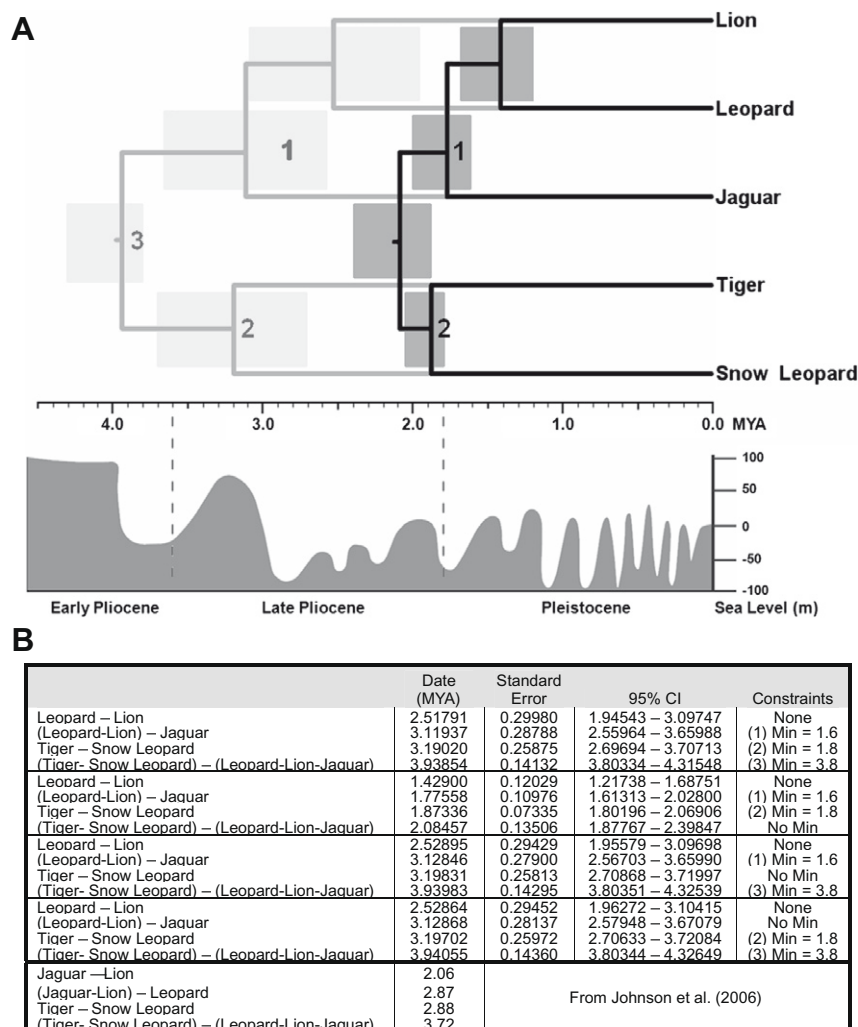 A
Lion
Leopard
1
1
Jaguar
3
Tiger
2
2
Snow Leopard
4.0 3.0 2.0 1.0 0.0 MYA
100
50
0
-50
-100
Early Pliocene Late Pliocene Pleistocene Sea Level (m)
B
Date (MYA) Standard Error 95% CI Constraints
Leopard – Lion 2.51791 0.29980 1.94543 – 3.09747 None
(Leopard-Lion) – Jaguar 3.11937 0.28788 2.55964 – 3.65988 (1) Min = 1.6
Tiger – Snow Leopard 3.19020 0.25875 2.69694 – 3.70713 (2) Min = 1.8
(Tiger- Snow Leopard) – (Leopard-Lion-Jaguar) 3.93854 0.14132 3.80334 – 4.31548 (3) Min = 3.8
Leopard – Lion 1.42900 0.12029 1.21738 – 1.68751 None
(Leopard-Lion) – Jaguar 1.77558 0.10976 1.61313 – 2.02800 (1) Min = 1.6
Tiger – Snow Leopard 1.87336 0.07335 1.80196 – 2.06906 (2) Min = 1.8
(Tiger- Snow Leopard) – (Leopard-Lion-Jaguar) 2.08457 0.13506 1.87767 – 2.39847 No Min
Leopard – Lion 2.52895 0.29429 1.95579 – 3.09698 None
(Leopard-Lion) – Jaguar 3.12846 0.27900 2.56703 – 3.65990 (1) Min = 1.6
Tiger – Snow Leopard 3.19831 0.25813 2.70868 – 3.71997 No Min
(Tiger- Snow Leopard) – (Leopard-Lion-Jaguar) 3.93983 0.14295 3.80351 – 4.32539 (3) Min = 3.8
Leopard – Lion 2.52864 0.29452 1.96272 – 3.10415 None
(Leopard-Lion) – Jaguar 3.12868 0.28137 2.57948 – 3.67079 No Min
Tiger – Snow Leopard 3.19702 0.25972 2.70633 – 3.72084 (2) Min = 1.8
(Tiger- Snow Leopard) – (Leopard-Lion-Jaguar) 3.94055 0.14360 3.80344 – 4.32649 (3) Min = 3.8
Jaguar —Lion 2.06
(Jaguar-Lion) – Leopard 2.87
Tiger – Snow Leopard 2.88
(Tiger- Snow Leopard) – (Leopard-Lion-Jaguar) 3.72
From Johnson et al. (2006)